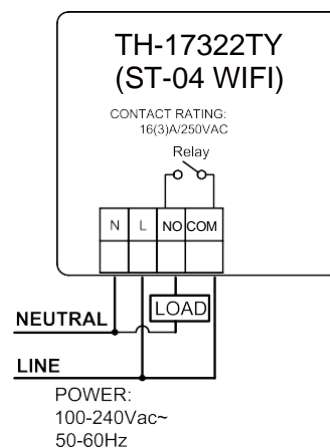 TH-17322TY
(ST-04 WIFI)
CONTACT RATING:
16(3)A/250VAC
Relay
N L NO COM
LOAD
NEUTRAL
LINE
POWER:
100-240Vac~
50-60Hz